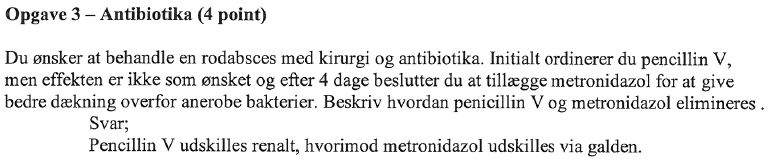 Opgave 3 – Antibiotika (4 point)
Du ønsker at behandle en rodabsces med kirurgi og antibiotika. Initialt ordinerer du pencillin V,
men effekten er ikke som ønsket og efter 4 dage beslutter du at tillægge metronidazol for at give
bedre dækning overfor anerobe bakterier. Beskriv hvordan penicillin V og metronidazol elimineres .
Svar;
Pencillin V udskilles renalt, hvorimod metronidazol udskilles via galden.